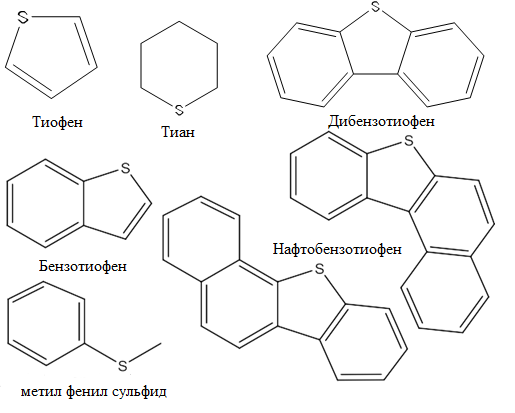 S
S
S
Тиофен
Тиан
Дибензотиофен
S
S
Бензотиофен
Нафтобензотиофен
S
S
метил фенил сульфид